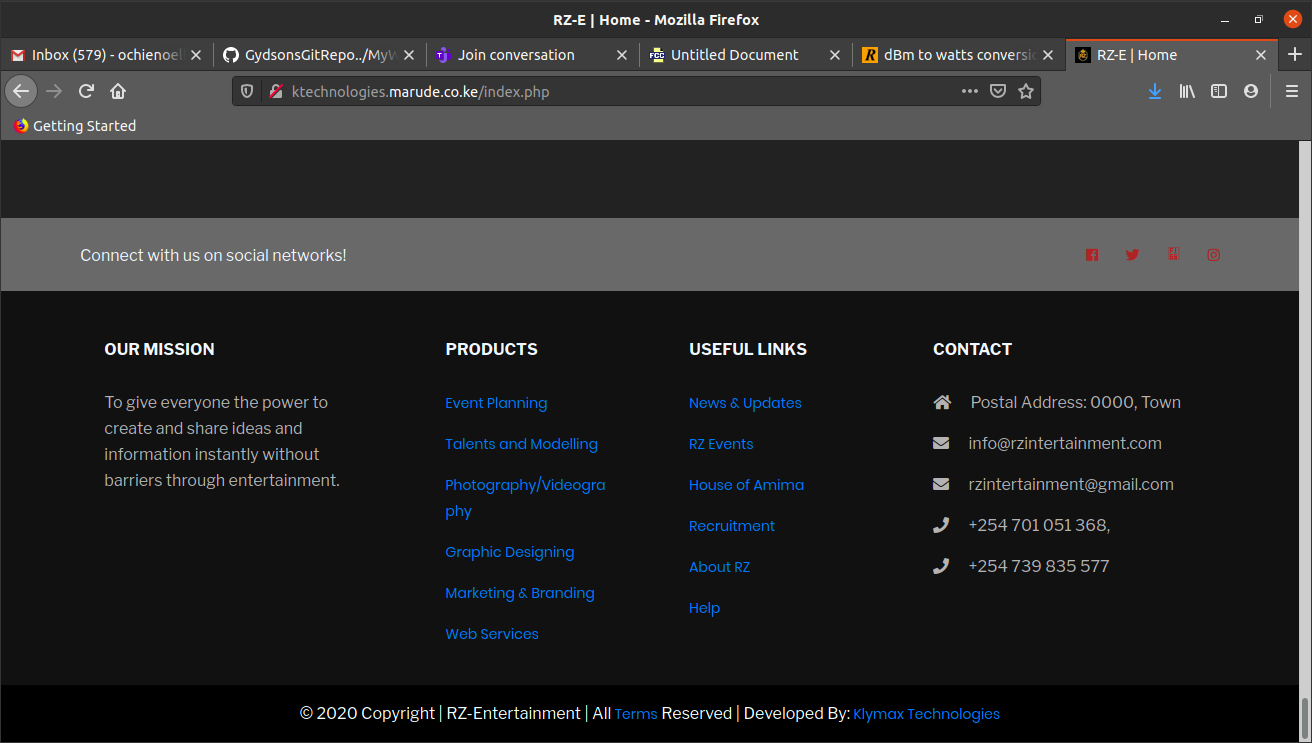 RZ-E | Home - Mozilla Firefox
Inbox (579) - ochienoel
GydsonsGitRepo../MyW
Join conversation
Untitled Document
dBm to watts conversio
RZ-E | Home
ktechnologies.marude.co.ke/index.php
Getting Started
Connect with us on social networks!
OUR MISSION
To give everyone the power to
create and share ideas and
information instantly without
barriers through entertainment.
PRODUCTS
Event Planning
Talents and Modelling
Photography/Videogra
phy
Graphic Designing
Marketing & Branding
Web Services
USEFUL LINKS
News & Updates
RZ Events
House of Amima
Recruitment
About RZ
Help
CONTACT
Postal Address: 0000, Town
info@rzintertainment.com
rzintertainment@gmail.com
+254 701 051 368,
+254 739 835 577
© 2020 Copyright | RZ-Entertainment | All Terms Reserved | Developed By: Klymax Technologies